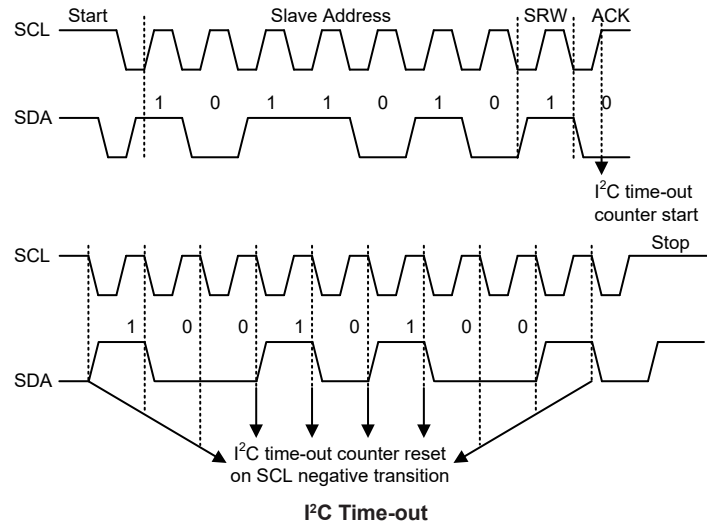 Start Slave Address SRW ACK
SCL
1 0 1 1 0 1 0 1 0
SDA
I²C time-out
counter start
Stop
SCL
1 0 0 1 0 1 0 0
SDA
I²C time-out counter reset
on SCL negative transition
I²C Time-out